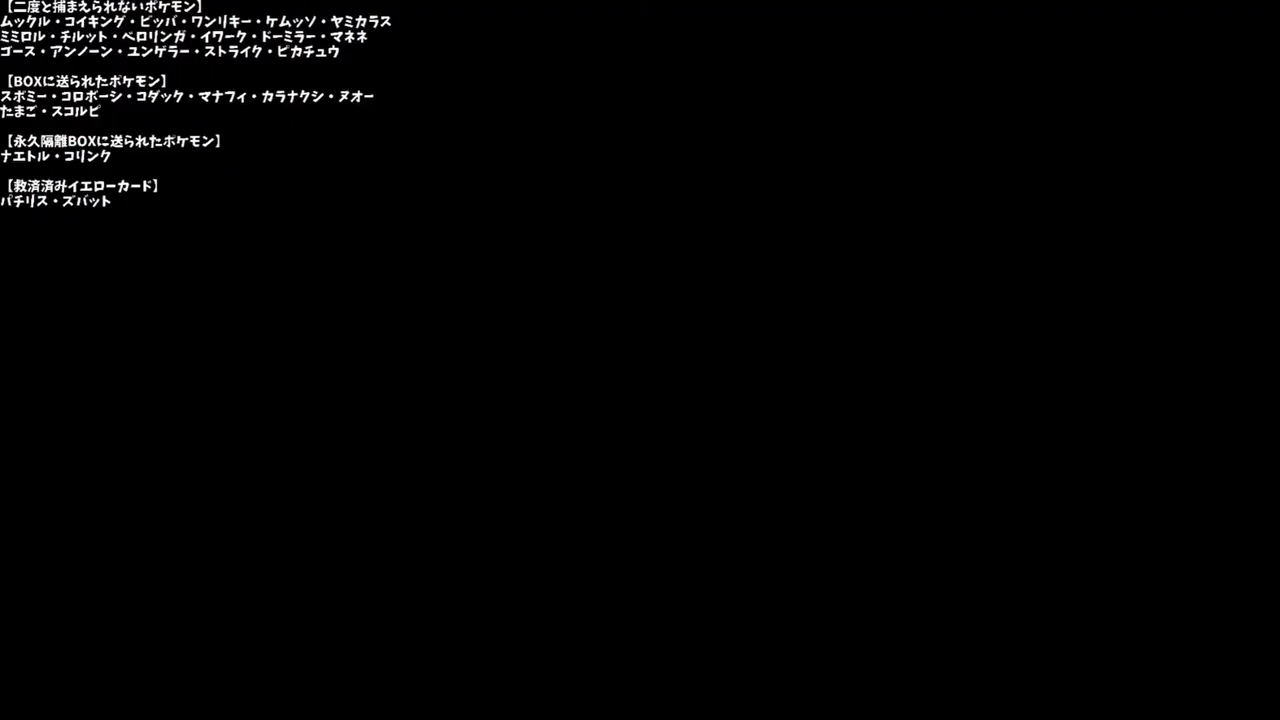 【二度と捕まえられないポケモン】
ムックル・コイキング・ビッパ・ワンリキー・ケムッソ・ヤミカラス
ミミロル・チルット・ベロリンガ・イワーク・ドーミラー・マネネ
ゴース・アンノーン・ユンゲラー・ストライク・ピカチュウ
【BOXに送られたポケモン】
スボミー・コロボーシ・コダック・マナフィ・カラナクシ・ヌオー
たまご・スコルピ
【永久隔離BOXに送られたポケモン】
ナエトル・コリンク
【救済済みイエローカード】
パチリス・ズバット